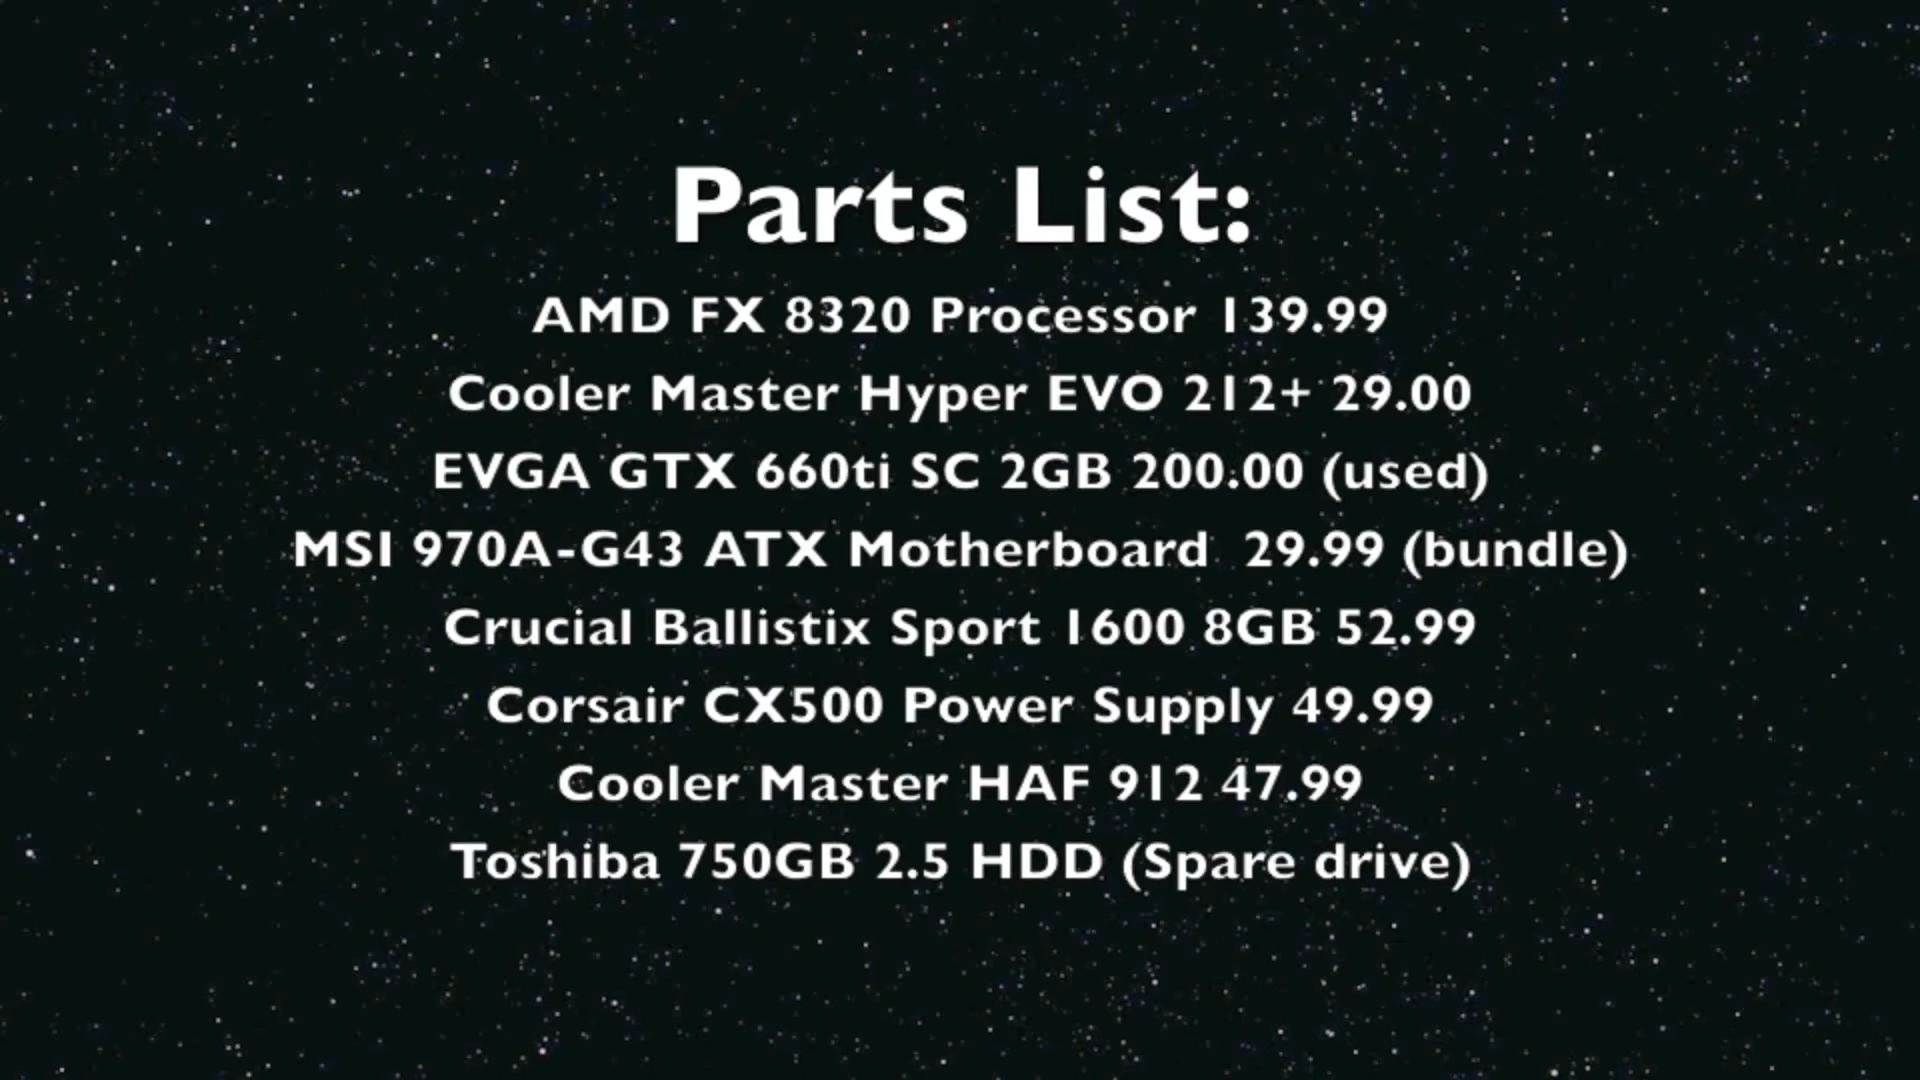 Parts List:
AMD FX 8320 Processor 139.99
Cooler Master Hyper EVO 212+ 29.00
EVGA GTX 660ti SC 2GB 200.00 (used)
MSI 970A-G43 ATX Motherboard  29.99 (bundle)
Crucial Ballistix Sport 1600 8GB 52.99
Corsair CX500 Power Supply 49.99
Cooler Master HAF 912 47.99
Toshiba 750GB 2.5 HDD (Spare drive)